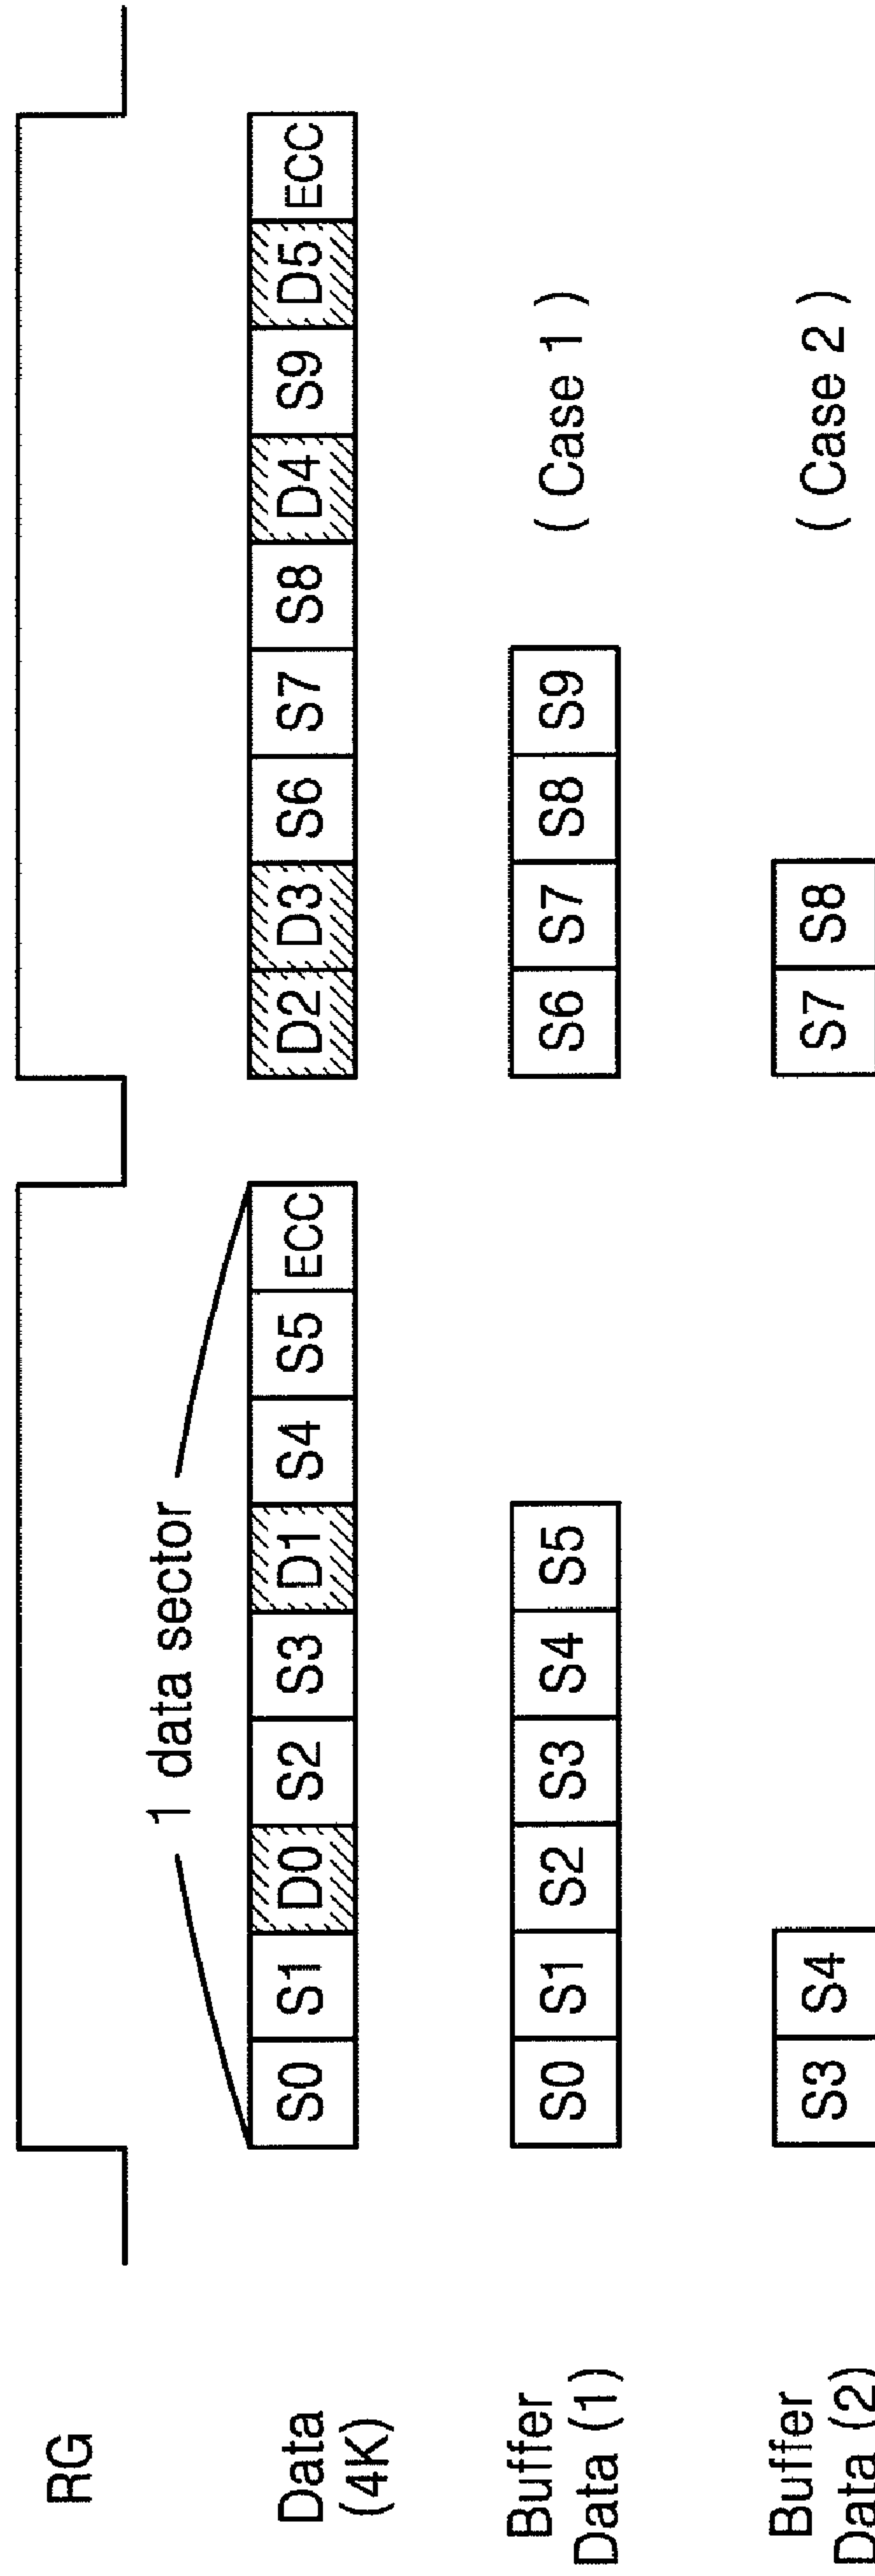 RG
1 data sector
Data
(4K)
S0 S1 D0 S2 S3 D1 S4 S5 ECC
D2 D3 S6 S7 S8 D4 S9 D5 ECC
Buffer
Data (1)
S0 S1 S2 S3 S4 S5
S6 S7 S8 S9
( Case 1 )
Buffer
Data (2)
S3 S4
S7 S8
( Case 2 )